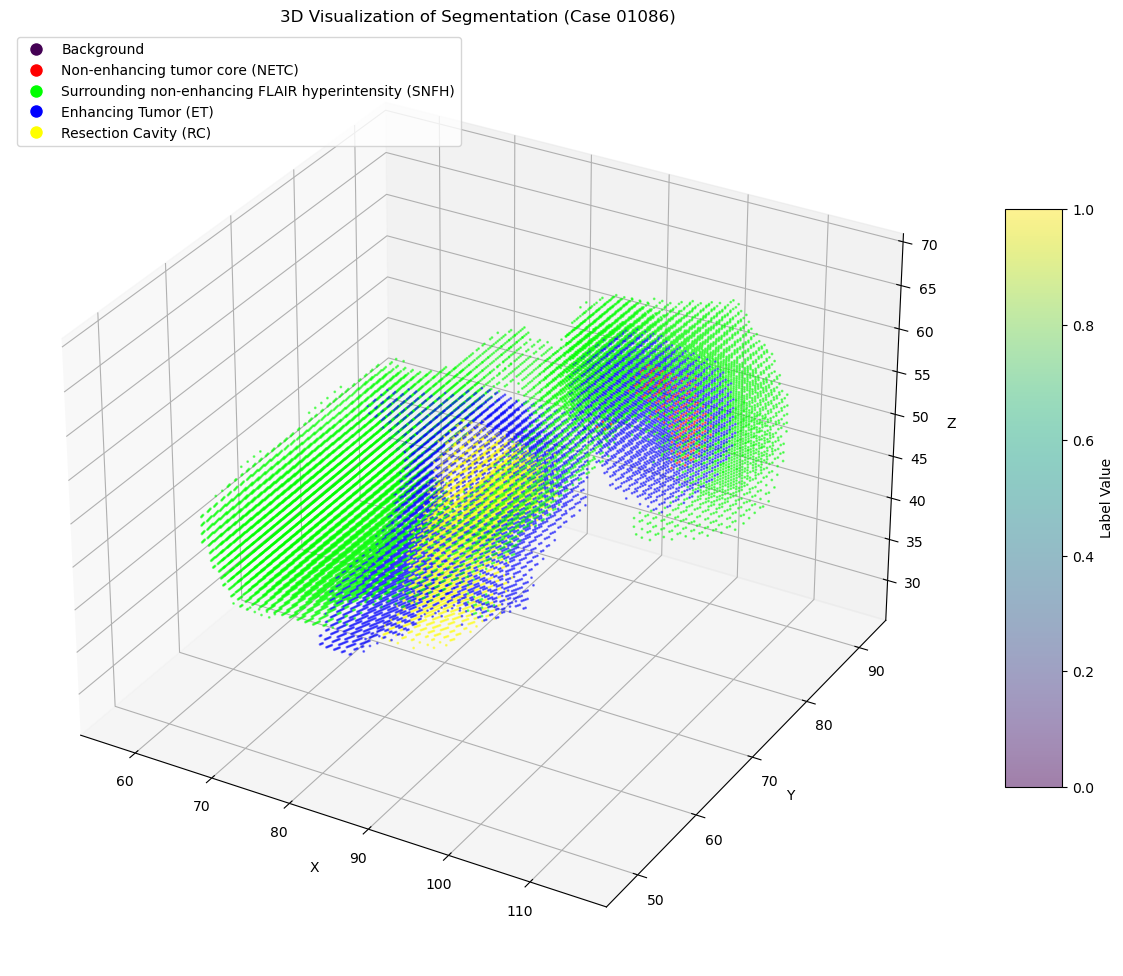 3D Visualization of Segmentation (Case 01086)
Background
Non-enhancing tumor core (NETC)
Surrounding non-enhancing FLAIR hyperintensity (SNFH)
Enhancing Tumor (ET)
Resection Cavity (RC)
70
65
60
55
50
45
40
35
30
Z
90
80
70
60
50
Y
60
70
80
90
100
110
X
1.0
0.8
0.6
0.4
0.2
0.0
Label Value